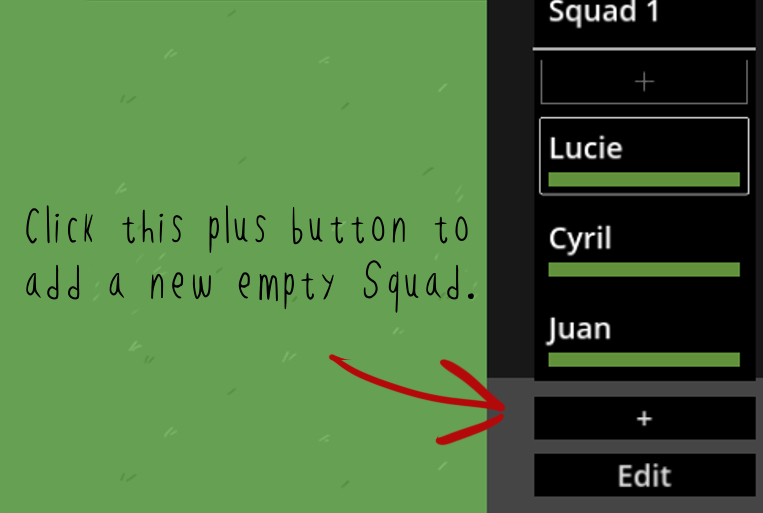 Squad 1
+
Lucie
Cyril
Juan
+
Edit
Click this plus button to
add a new empty Squad.